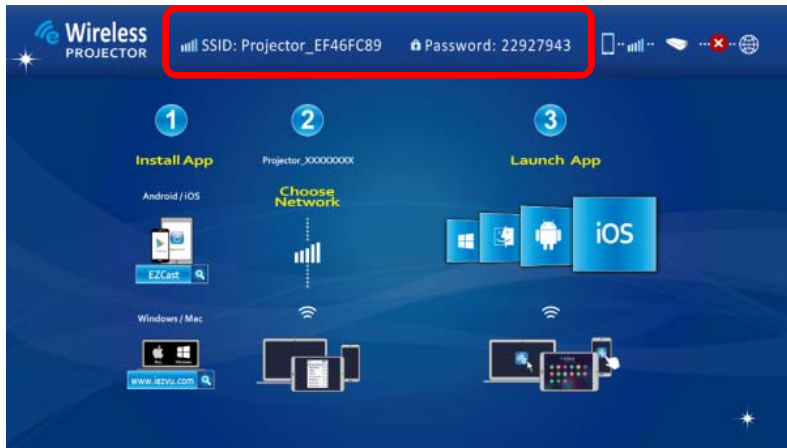 Wireless
PROJECTOR
SSID: Projector_EF46FC89
Password: 22927943
1
2
3
Install App
Projector_XXXXXXXX
Launch App
Android / iOS
Choose
Network
iOS
EZCast
Windows / Mac
www.iezvu.com